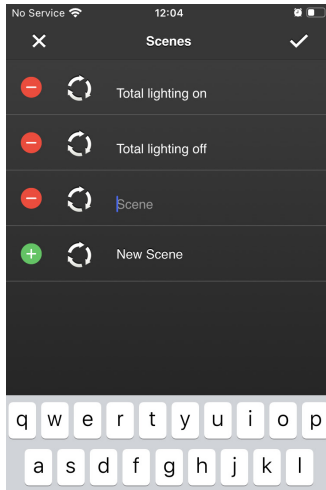 No Service 12:04
Scenes
Total lighting on
Total lighting off
Scene
New Scene
q w e r t y u i o p
a s d f g h j k l